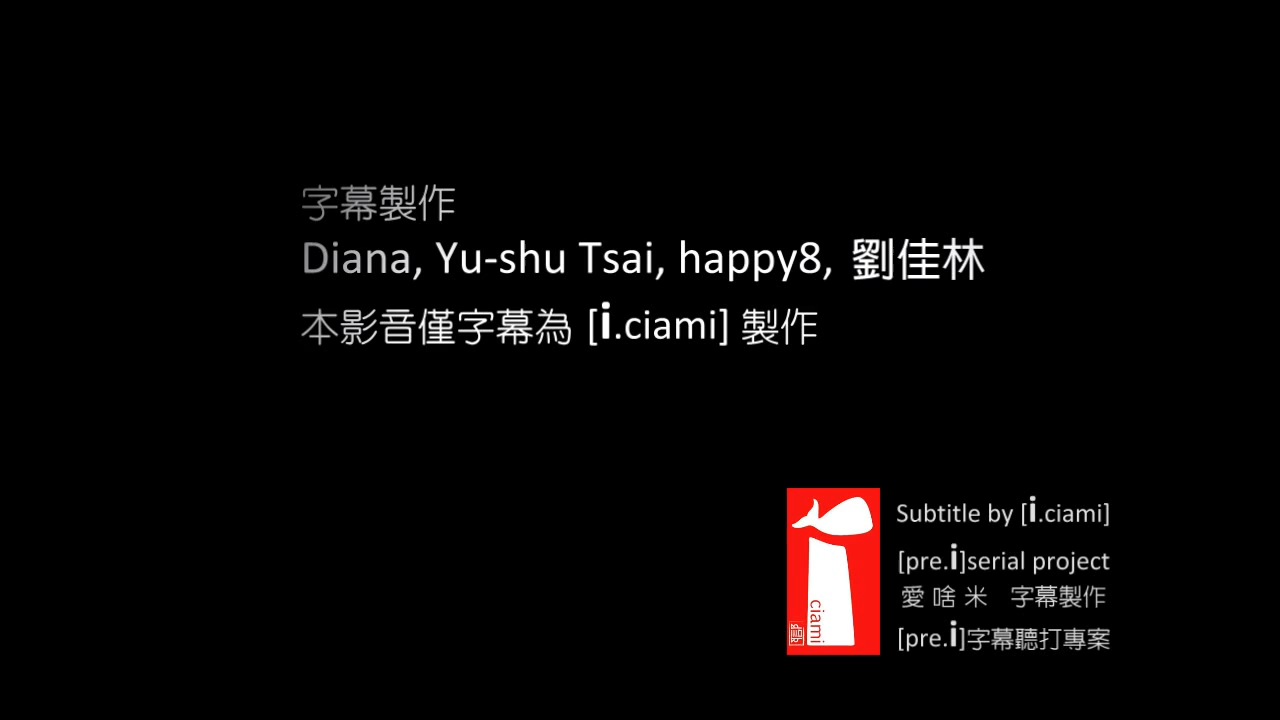 字幕製作
Diana, Yu-shu Tsai, happy8, 劉佳林
本影音僅字幕為 [i.ciami] 製作
ciami
Subtitle by [i.ciami]
[pre.i]serial project
愛啥米 字幕製作
[pre.i]字幕聽打專案